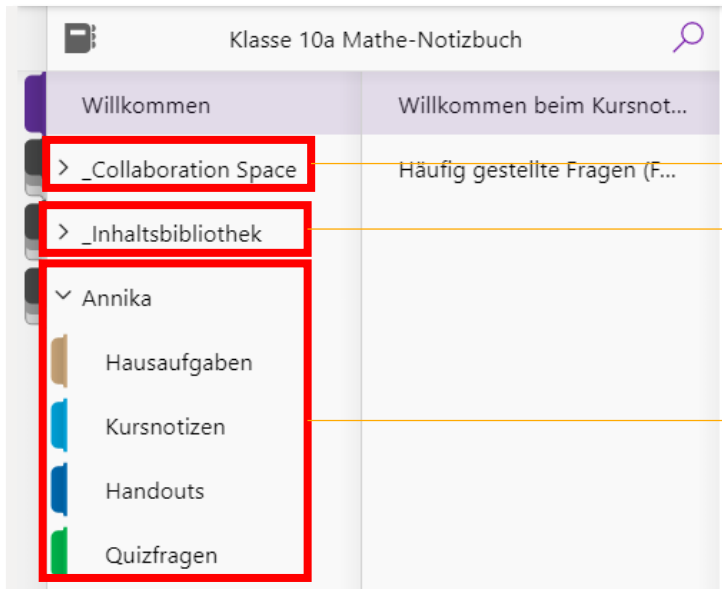 Klasse 10a Mathe-Notizbuch
Willkommen
Willkommen beim Kursnot...
_Collaboration Space
Häufig gestellte Fragen (F...
_Inhaltsbibliothek
Annika
Hausaufgaben
Kursnotizen
Handouts
Quizfragen